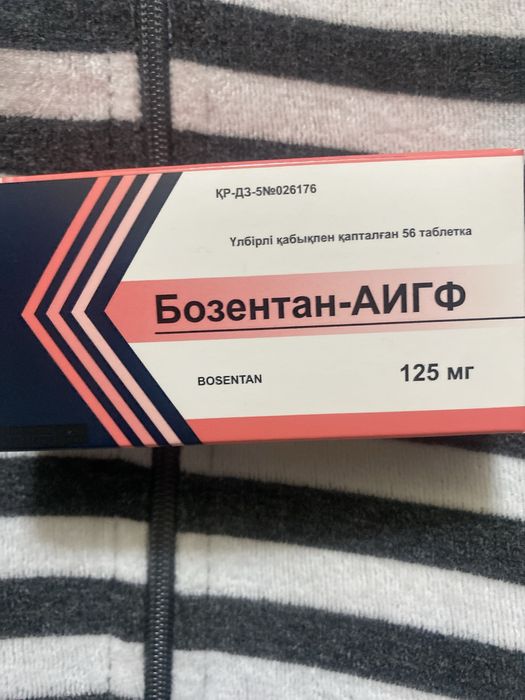 ҚР-ДЗ-5№026176
Үлбірлі қабықпен қапталған 56 таблетка
Бозентан-АИГФ
BOSENTAN
125 мг